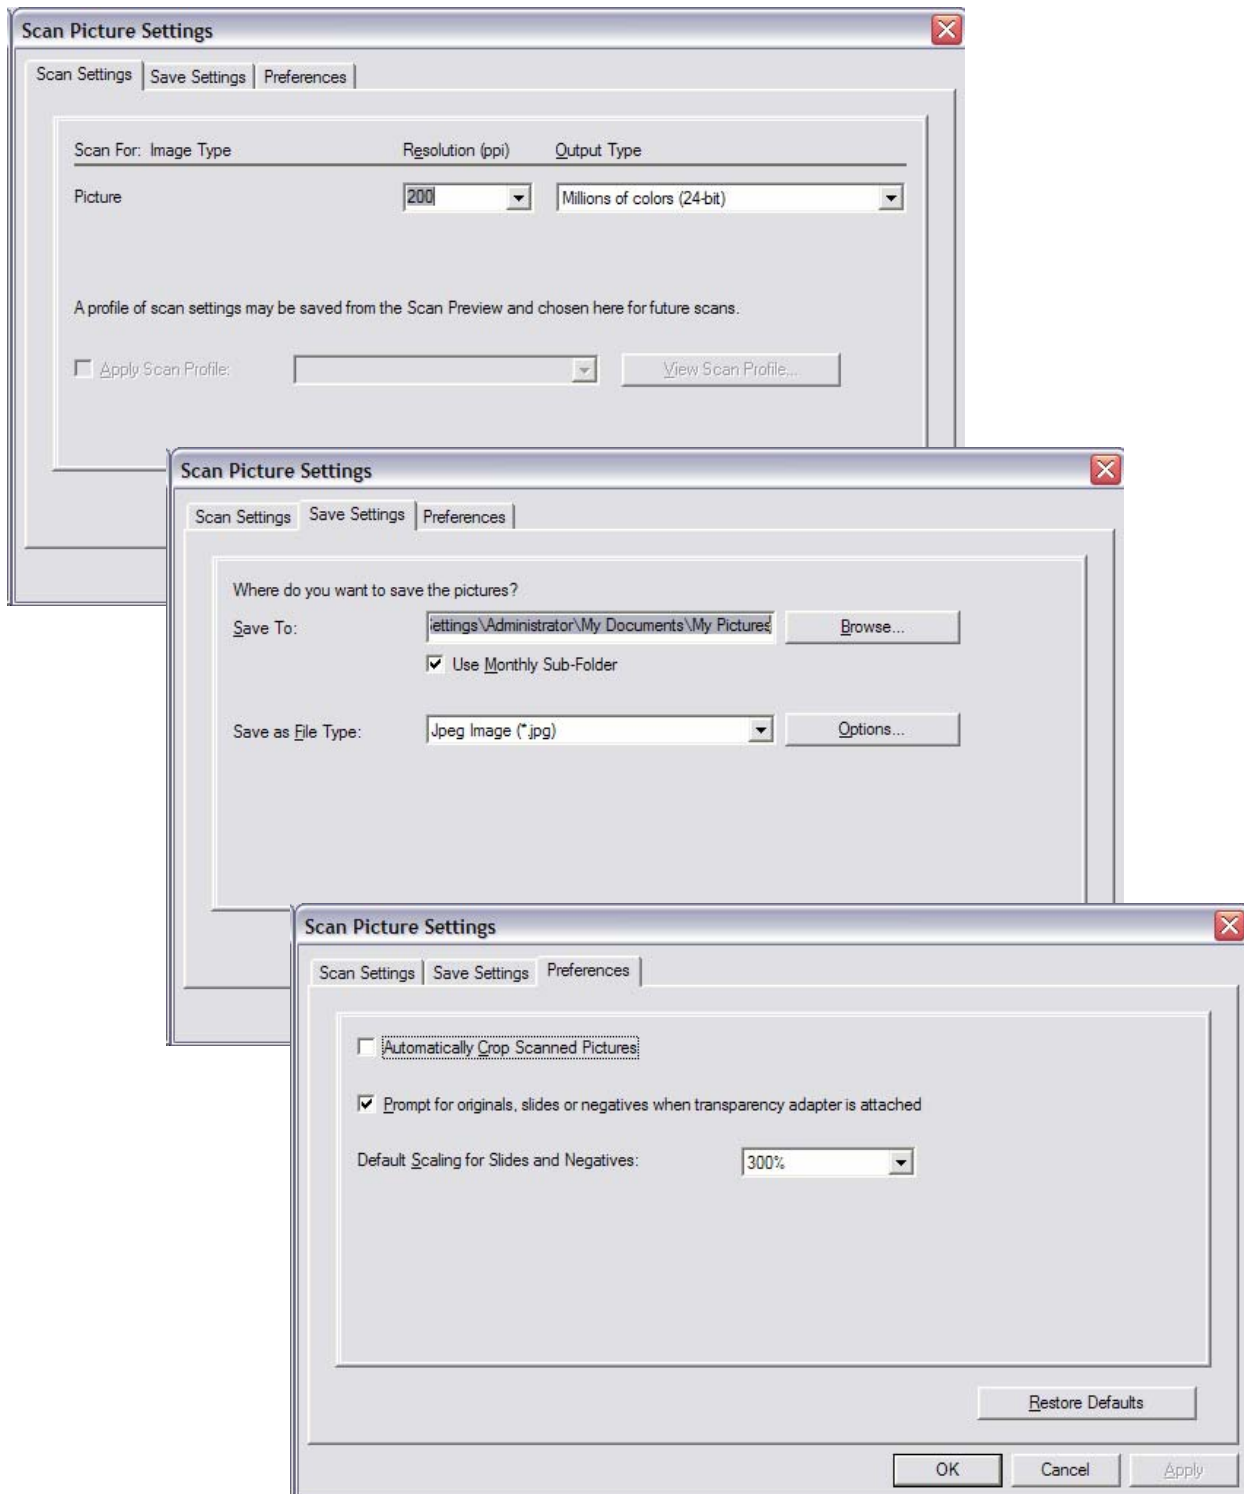 Scan Picture Settings
Scan Settings Save Settings Preferences
Scan For: Image Type Resolution (ppi) Output Type
Picture 200 Millions of colors (24-bit)
A profile of scan settings may be saved from the Scan Preview and chosen here for future scans.
Apply Scan Profile: View Scan Profile...
Scan Picture Settings
Scan Settings Save Settings Preferences
Where do you want to save the pictures?
Save To: ettings\Administrator\My Documents\My Pictures Browse...
Use Monthly Sub-Folder
Save as File Type: Jpeg Image (*.jpg) Options...
Scan Picture Settings
Scan Settings Save Settings Preferences
Automatically Crop Scanned Pictures
Prompt for originals, slides or negatives when transparency adapter is attached
Default Scaling for Slides and Negatives: 300%
Restore Defaults
OK Cancel Apply